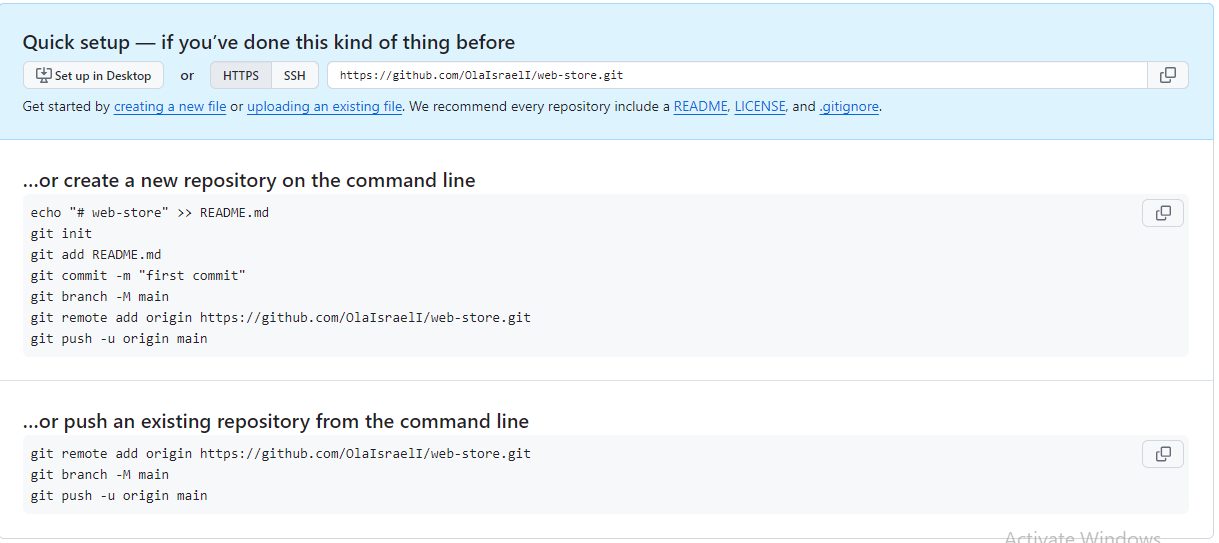 Quick setup — if you’ve done this kind of thing before
Set up in Desktop or HTTPS SSH https://github.com/OlaIsraelI/web-store.git
Get started by creating a new file or uploading an existing file. We recommend every repository include a README, LICENSE, and .gitignore.
…or create a new repository on the command line
echo "# web-store" >> README.md
git init
git add README.md
git commit -m "first commit"
git branch -M main
git remote add origin https://github.com/OlaIsraelI/web-store.git
git push -u origin main
…or push an existing repository from the command line
git remote add origin https://github.com/OlaIsraelI/web-store.git
git branch -M main
git push -u origin main
Activate Windows